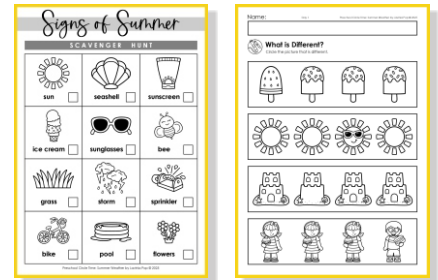 Signs of Summer
SCAVENGER HUNT
sun
seashell
sunscreen
ice cream
sunglasses
bee
grass
storm
sprinkler
bike
pool
flowers
Name:
What is Different?